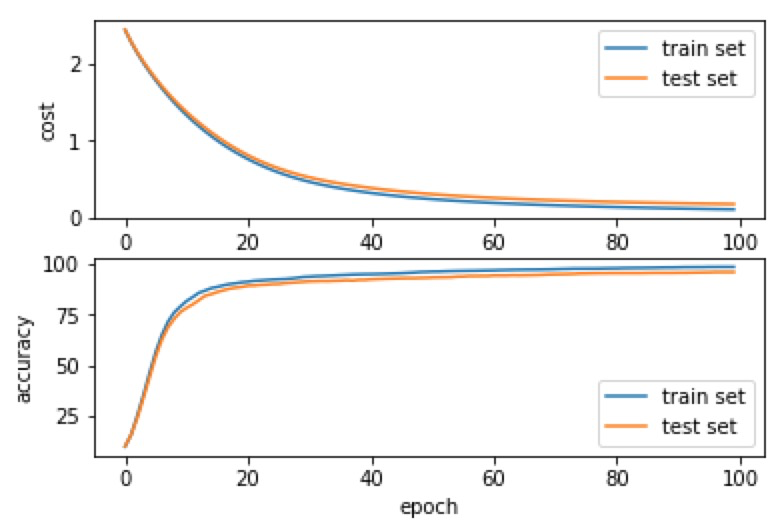 2
1
0
cost
train set
test set
0 20 40 60 80 100
100
75
50
25
accuracy
train set
test set
0 20 40 60 80 100
epoch